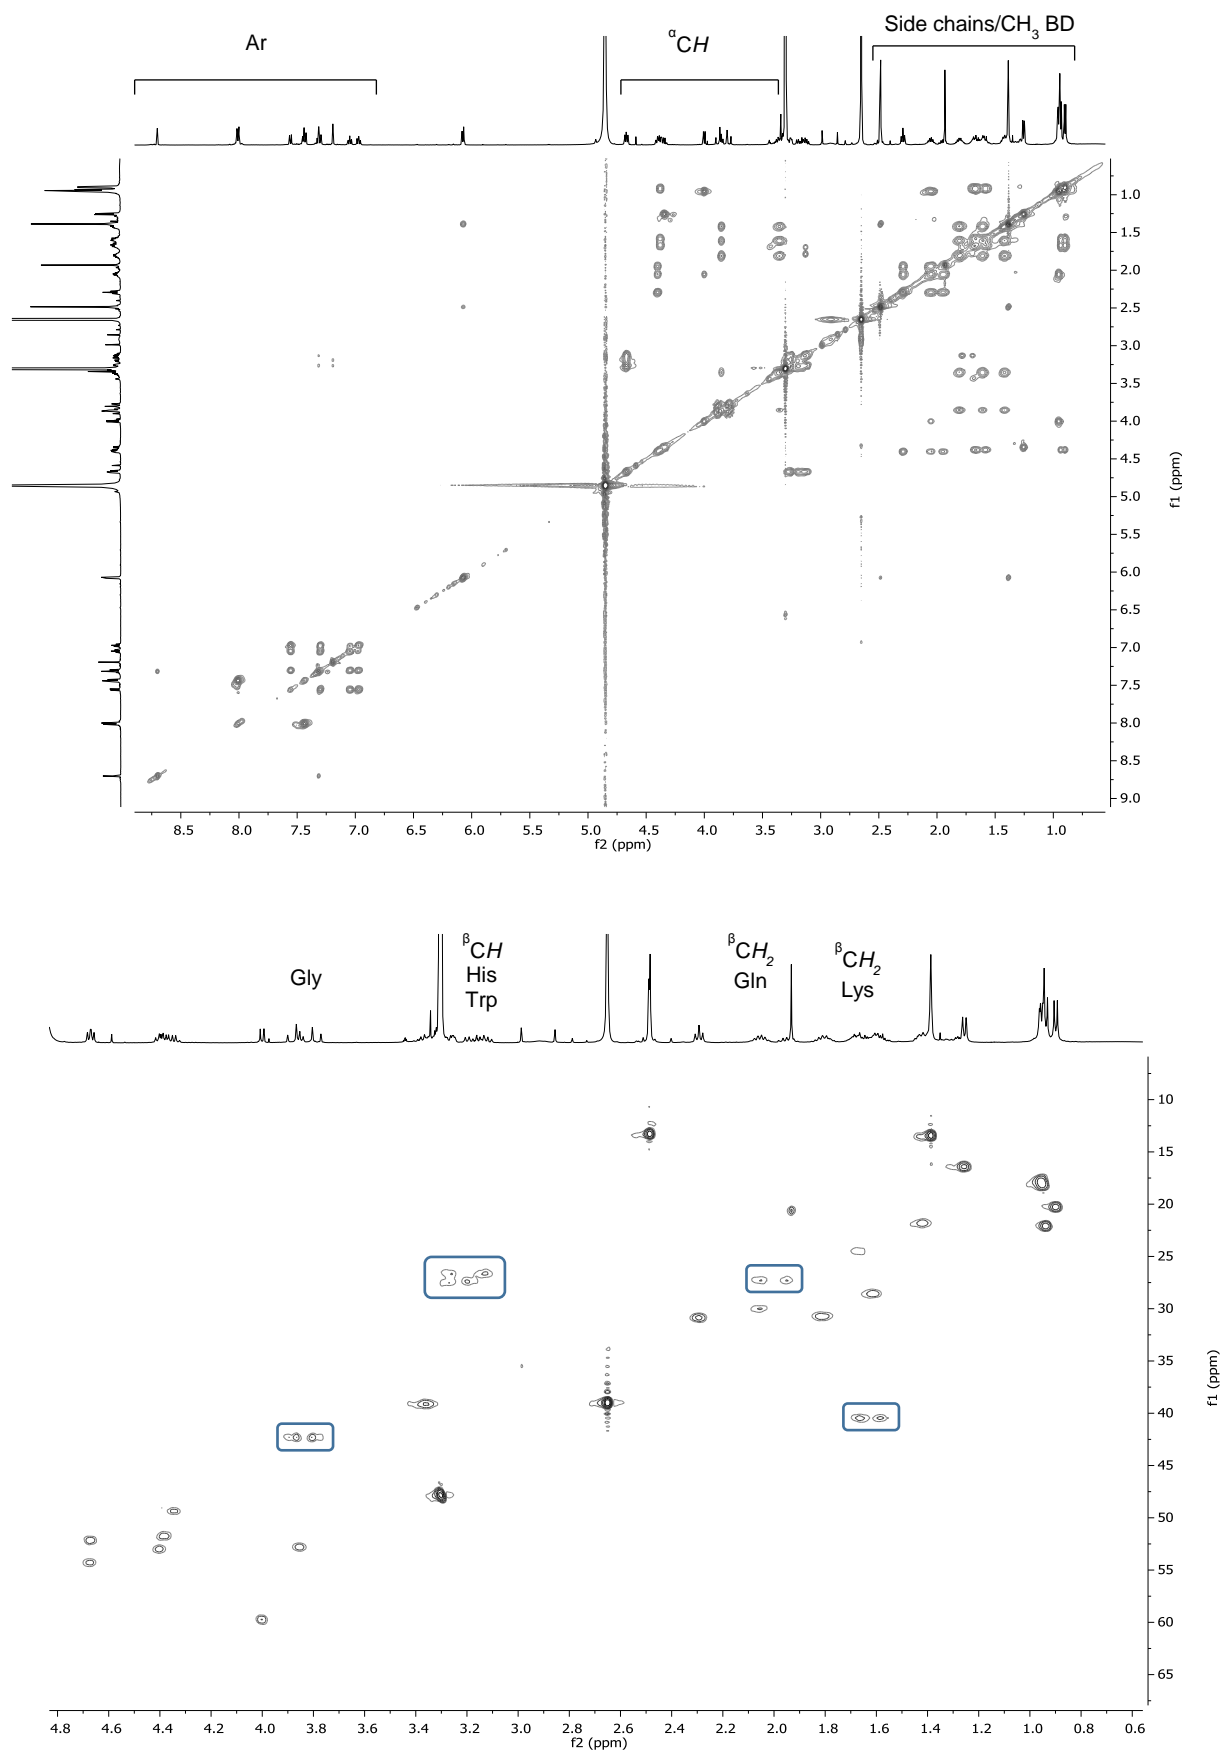 Ar
αCH
Side chains/CH3 BD
1.0
1.5
2.0
2.5
3.0
3.5
4.0
4.5
5.0
5.5
6.0
6.5
7.0
7.5
8.0
8.5
9.0
f1 (ppm)
8.5 8.0 7.5 7.0 6.5 6.0 5.5 5.0 4.5 4.0 3.5 3.0 2.5 2.0 1.5 1.0
f2 (ppm)
Gly
βCH
His
Trp
βCH2
Gln
βCH2
Lys
10
15
20
25
30
35
40
45
50
55
60
65
f1 (ppm)
4.8 4.6 4.4 4.2 4.0 3.8 3.6 3.4 3.2 3.0 2.8 2.6 2.4 2.2 2.0 1.8 1.6 1.4 1.2 1.0 0.8 0.6
f2 (ppm)